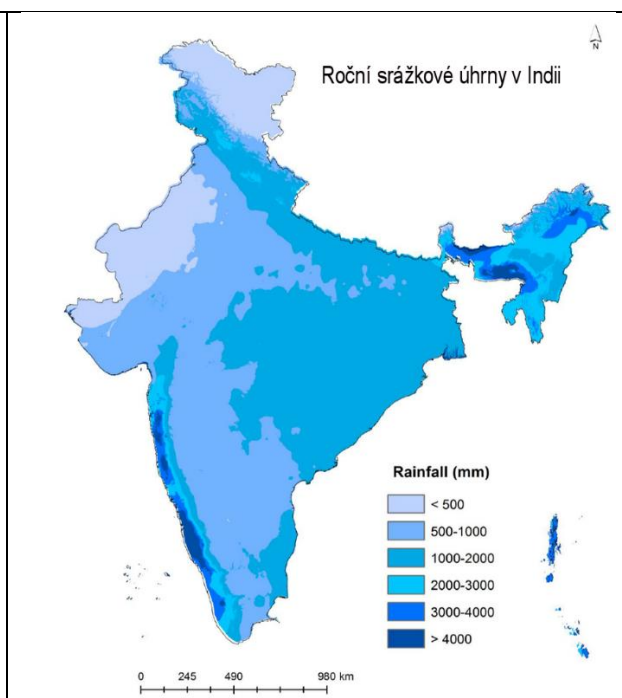 N
Roční srážkové úhrny v Indii
Rainfall (mm)
< 500
500-1000
1000-2000
2000-3000
3000-4000
> 4000
0 245 490 980 km